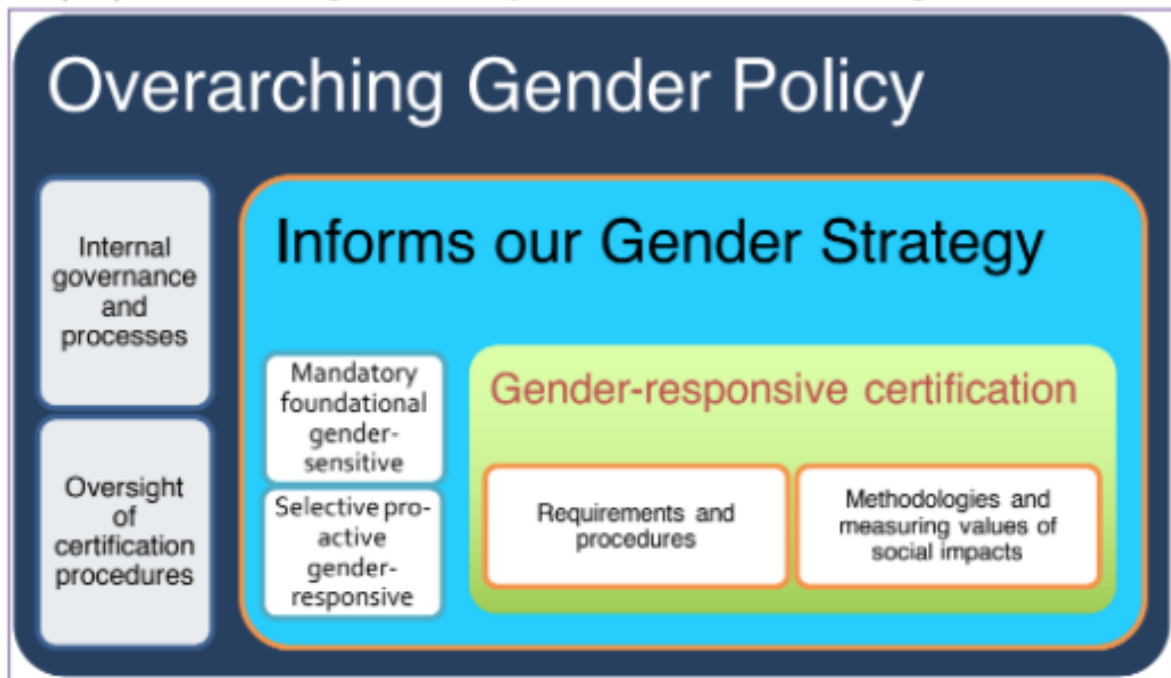 Overarching Gender Policy
Internal
governance
and
processes
Oversight
of
certification
procedures
Informs our Gender Strategy
Mandatory
foundational
gender-
sensitive
Selective pro-
active
gender-
responsive
Gender-responsive certification
Requirements and
procedures
Methodologies and
measuring values of
social impacts